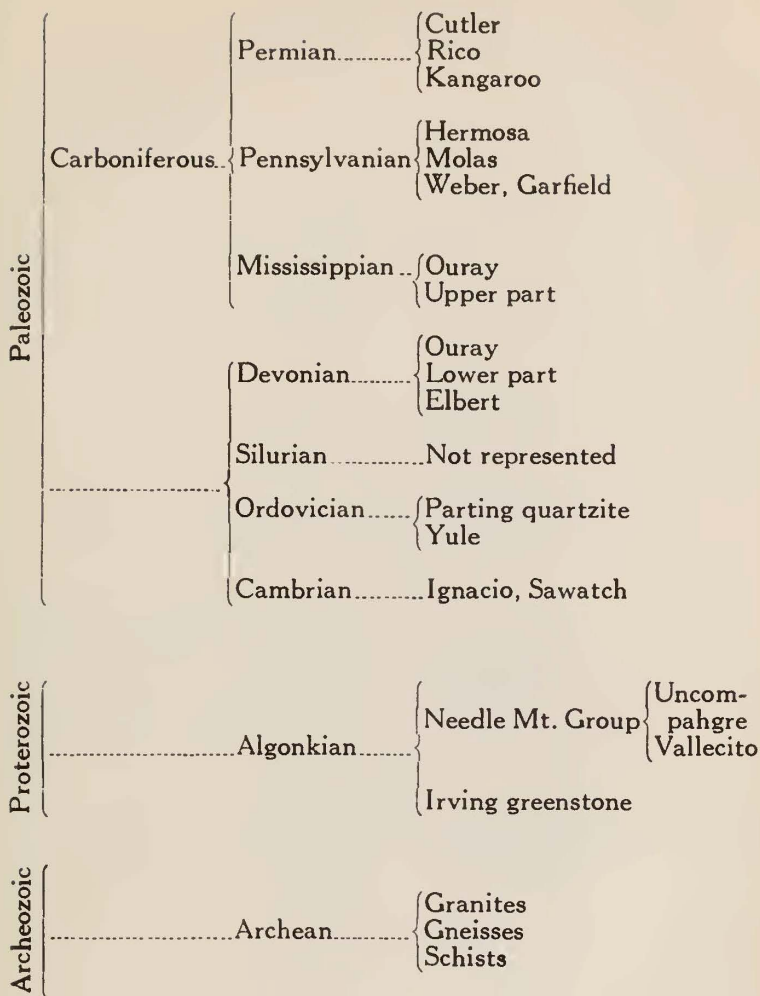 Paleozoic
Carboniferous
Permian
Cutler
Rico
Kangaroo
Pennsylvanian
Hermosa
Molas
Weber, Garfield
Mississippian
Ouray
Upper part
Devonian
Ouray
Lower part
Elbert
Silurian
Not represented
Ordovician
Parting quartzite
Yule
Cambrian
Ignacio, Sawatch
Proterozoic
Algonkian
Needle Mt. Group
Uncom-
pahgre
Vallecito
Irving greenstone
Archeozoic
Archean
Granites
Gneisses
Schists